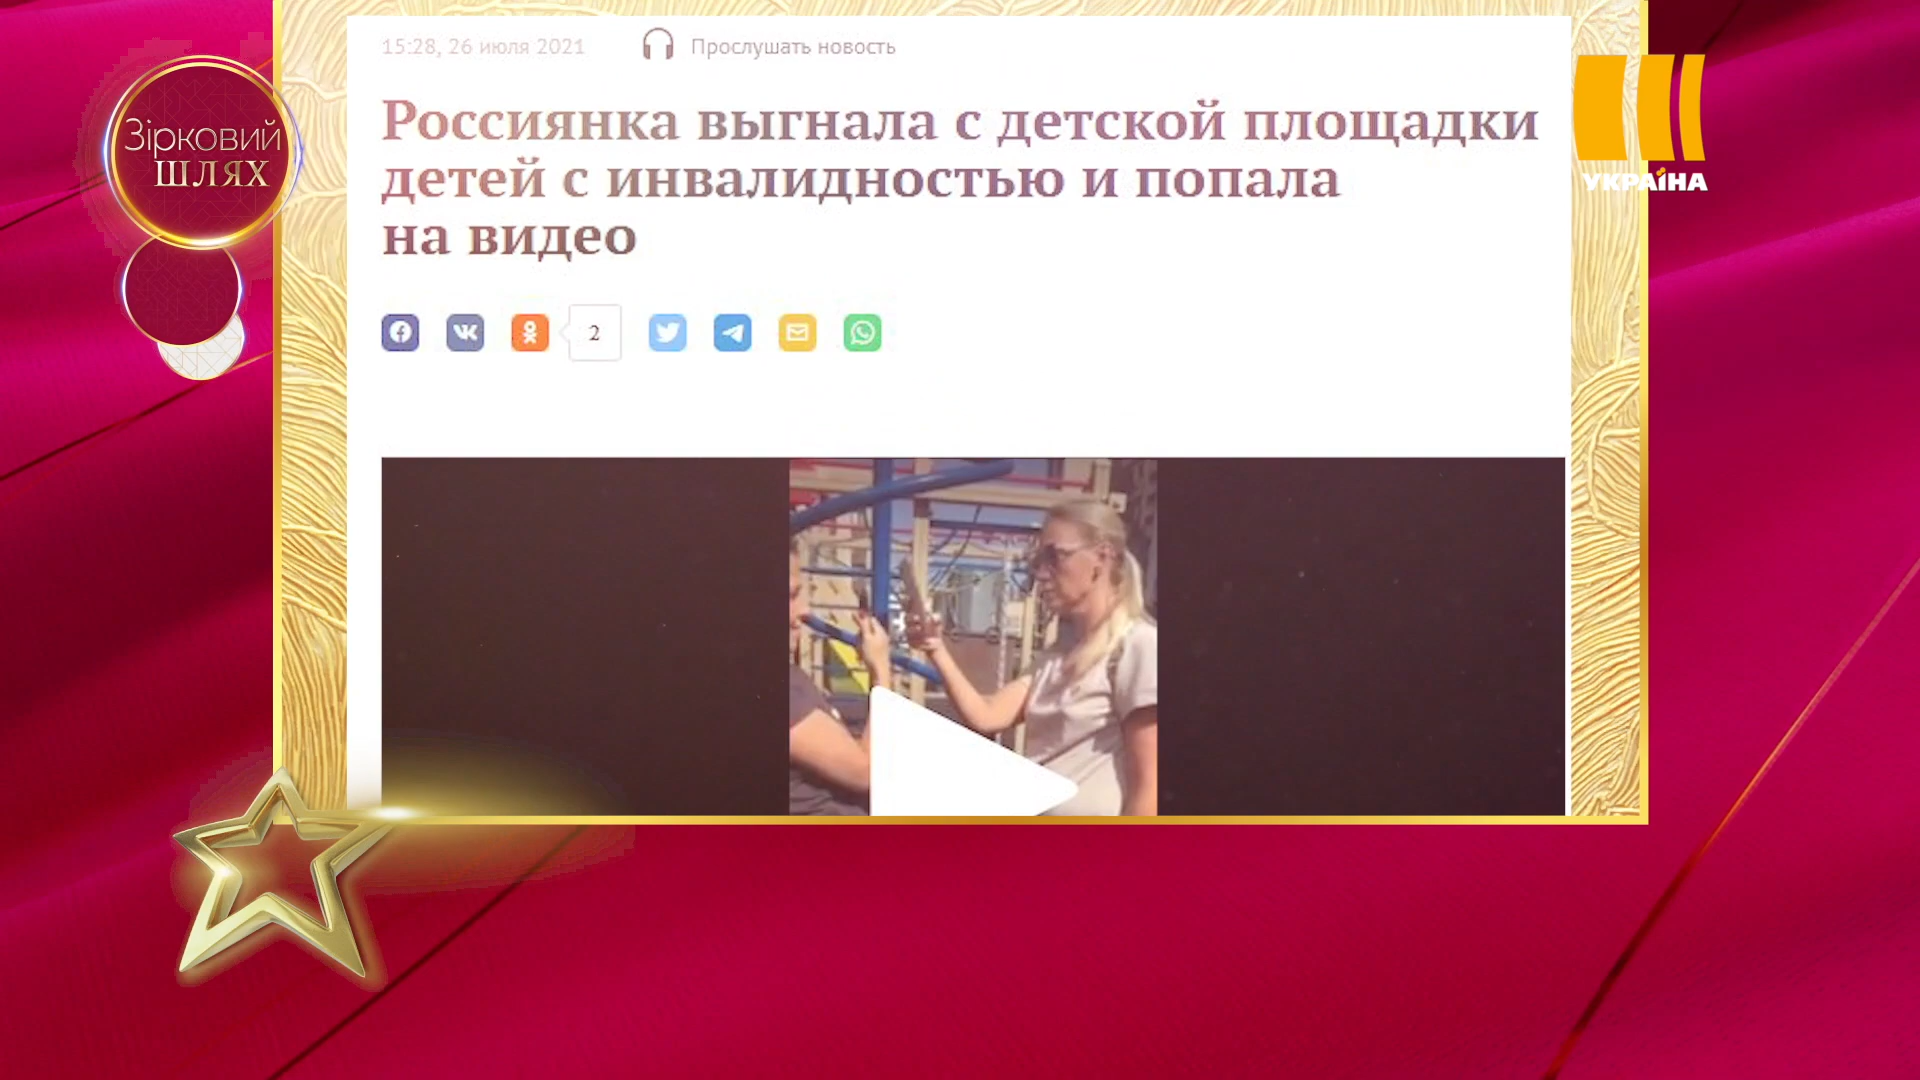 15:28, 26 июля 2021
Прослушать новость
Россиянка выгнала с детской площадки
детей с инвалидностью и попала
на видео
2
Зірковий
ШЛЯХ
УКРАЇНА